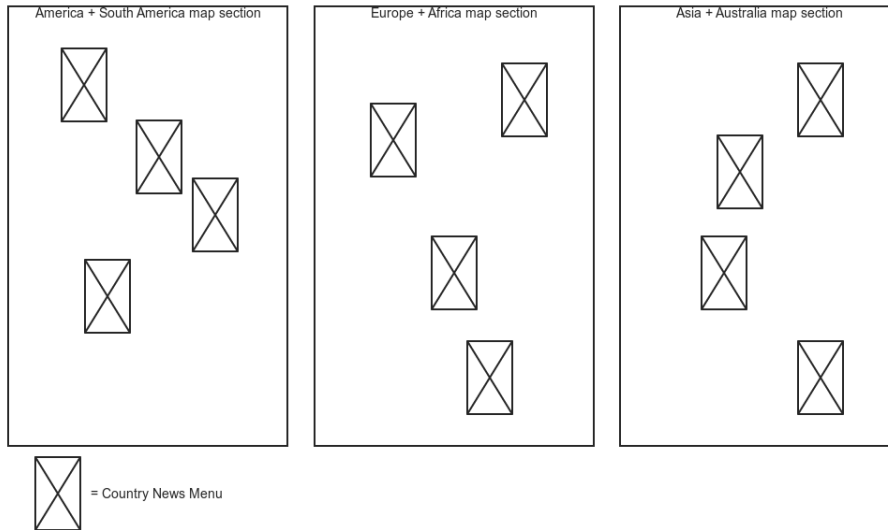 America + South America map section
Europe + Africa map section
Asia + Australia map section
= Country News Menu